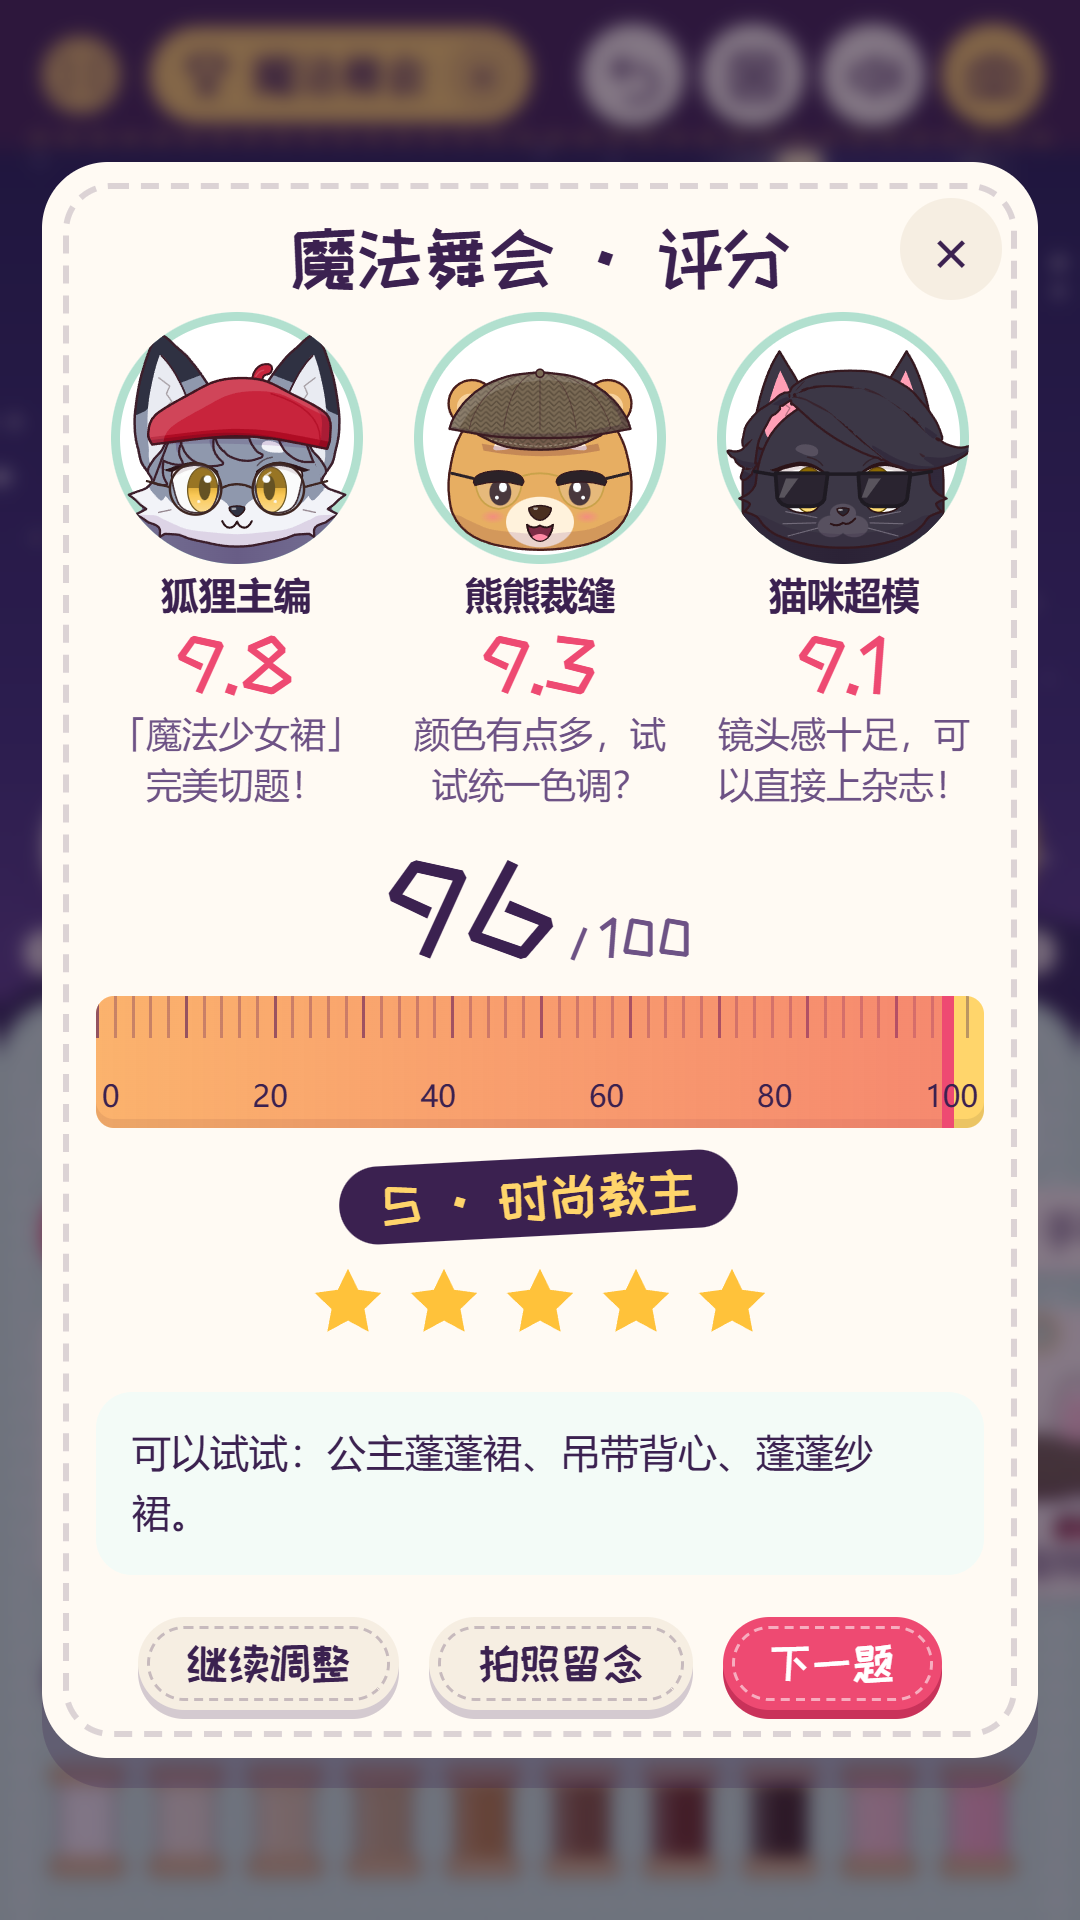 魔法舞会 · 评分
×
狐狸主编
9.8
「魔法少女裙」
完美切题！
熊熊裁缝
9.3
颜色有点多，试
试统一色调？
猫咪超模
9.1
镜头感十足，可
以直接上杂志！
96 / 100
0 20 40 60 80 100
S · 时尚教主
可以试试：公主蓬蓬裙、吊带背心、蓬蓬纱
裙。
继续调整
拍照留念
下一题